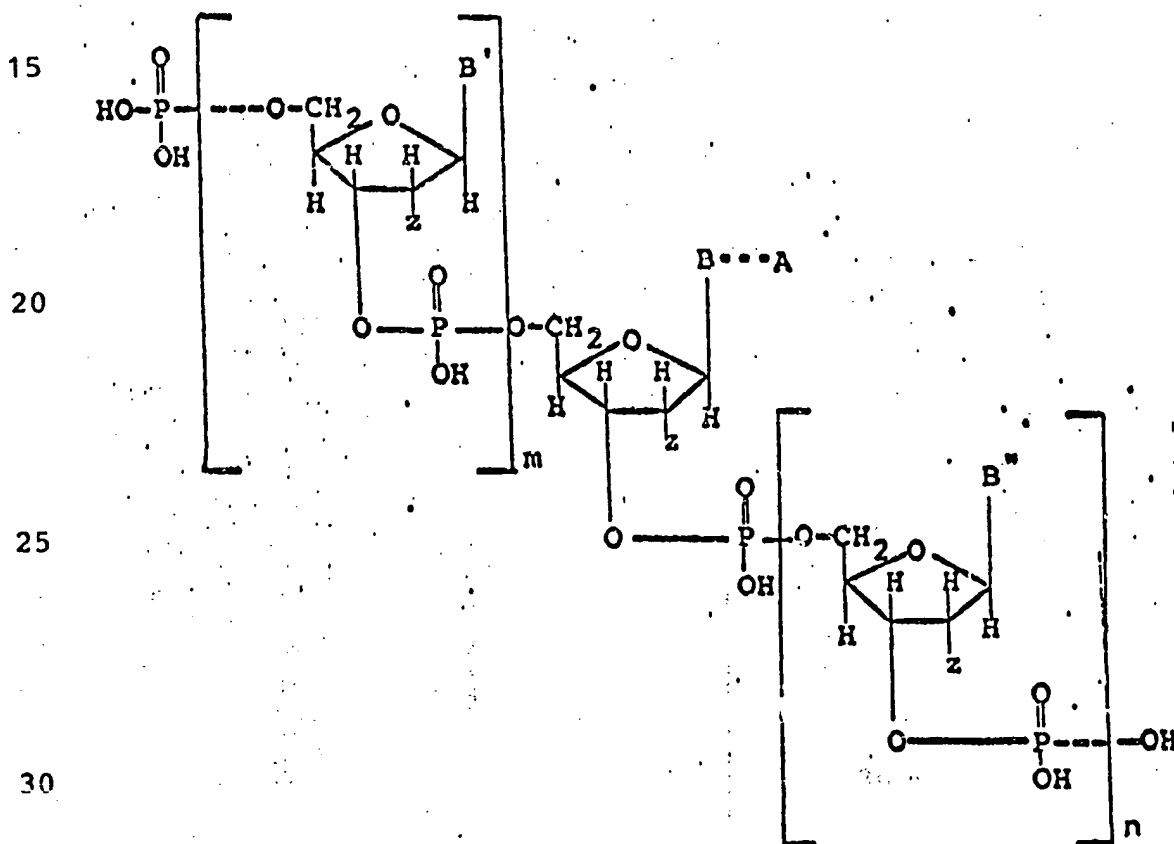 15
O B'
HO-P-O-CH2 O
OH H H
H z H
B---A
20
O
O-P-O-CH2 O
OH H H
H z H
m
B"
O
25
O-P-O-CH2 O
OH H H
H z H
O
O-P-OH
30
OH
n